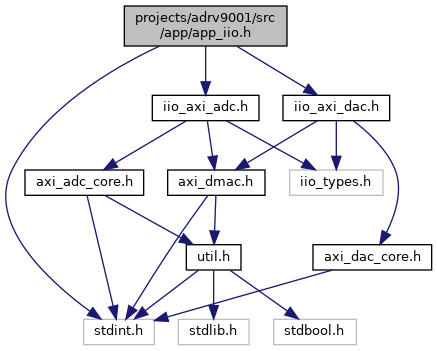 projects/adrv9001/src
/app/app_iio.h
iio_axi_adc.h
iio_axi_dac.h
axi_adc_core.h
axi_dmac.h
iio_types.h
util.h
axi_dac_core.h
stdint.h
stdlib.h
stdbool.h